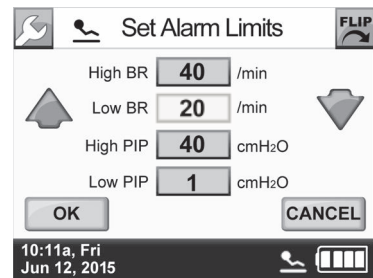 Set Alarm Limits
FLIP
High BR 40 /min
Low BR 20 /min
High PIP 40 cmH₂O
Low PIP 1 cmH₂O
OK
CANCEL
10:11a, Fri
Jun 12, 2015